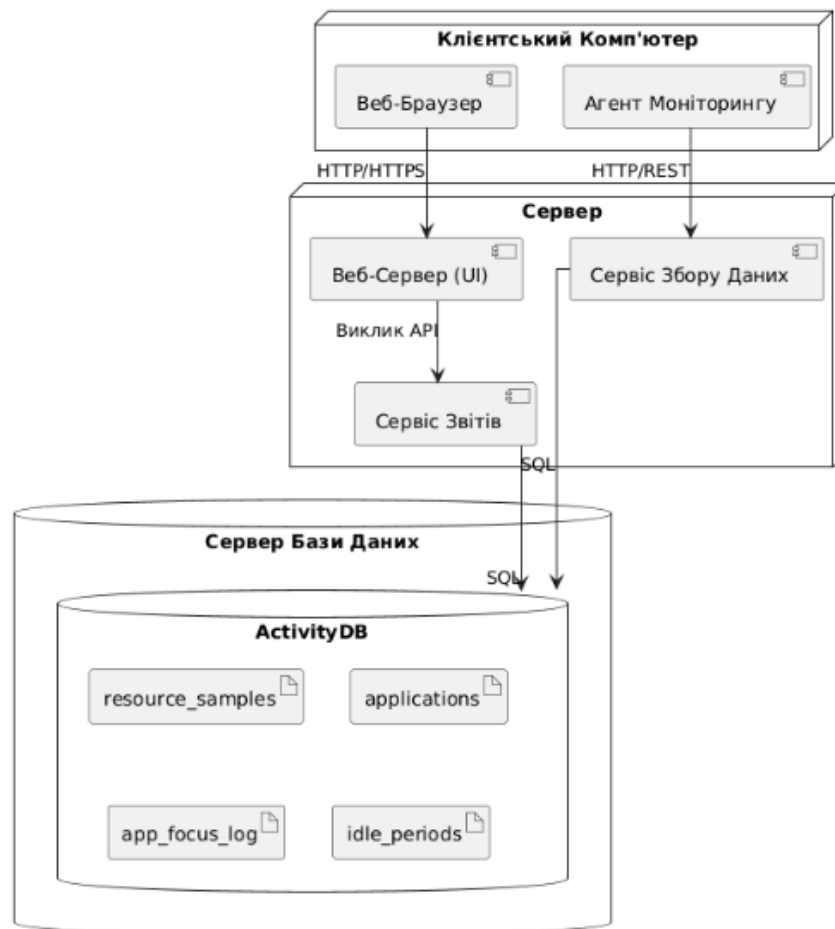 Клієнтський Комп'ютер
Веб-Браузер
Агент Моніторингу
HTTP/HTTPS
HTTP/REST
Сервер
Веб-Сервер (UI)
Сервіс Збору Даних
Виклик API
Сервіс Звітів
SQL
Сервер Бази Даних
SQL
ActivityDB
resource_samples
applications
app_focus_log
idle_periods